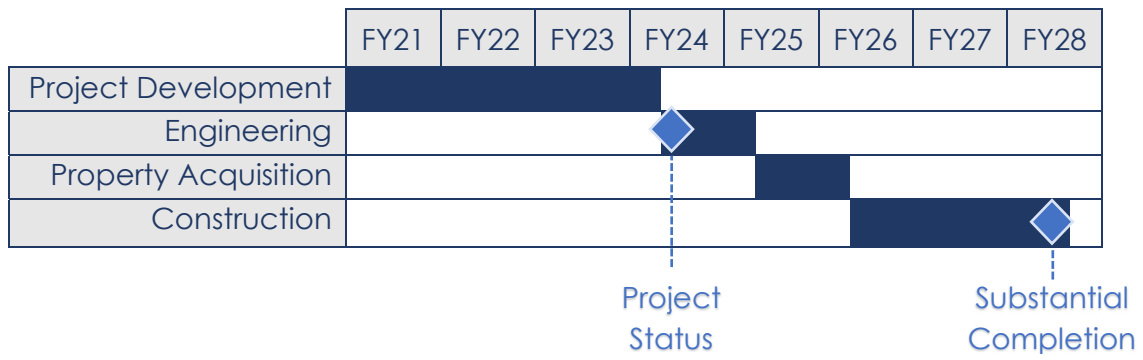 FY21 FY22 FY23 FY24 FY25 FY26 FY27 FY28
Project Development
Engineering
Property Acquisition
Construction
Project Status
Substantial Completion